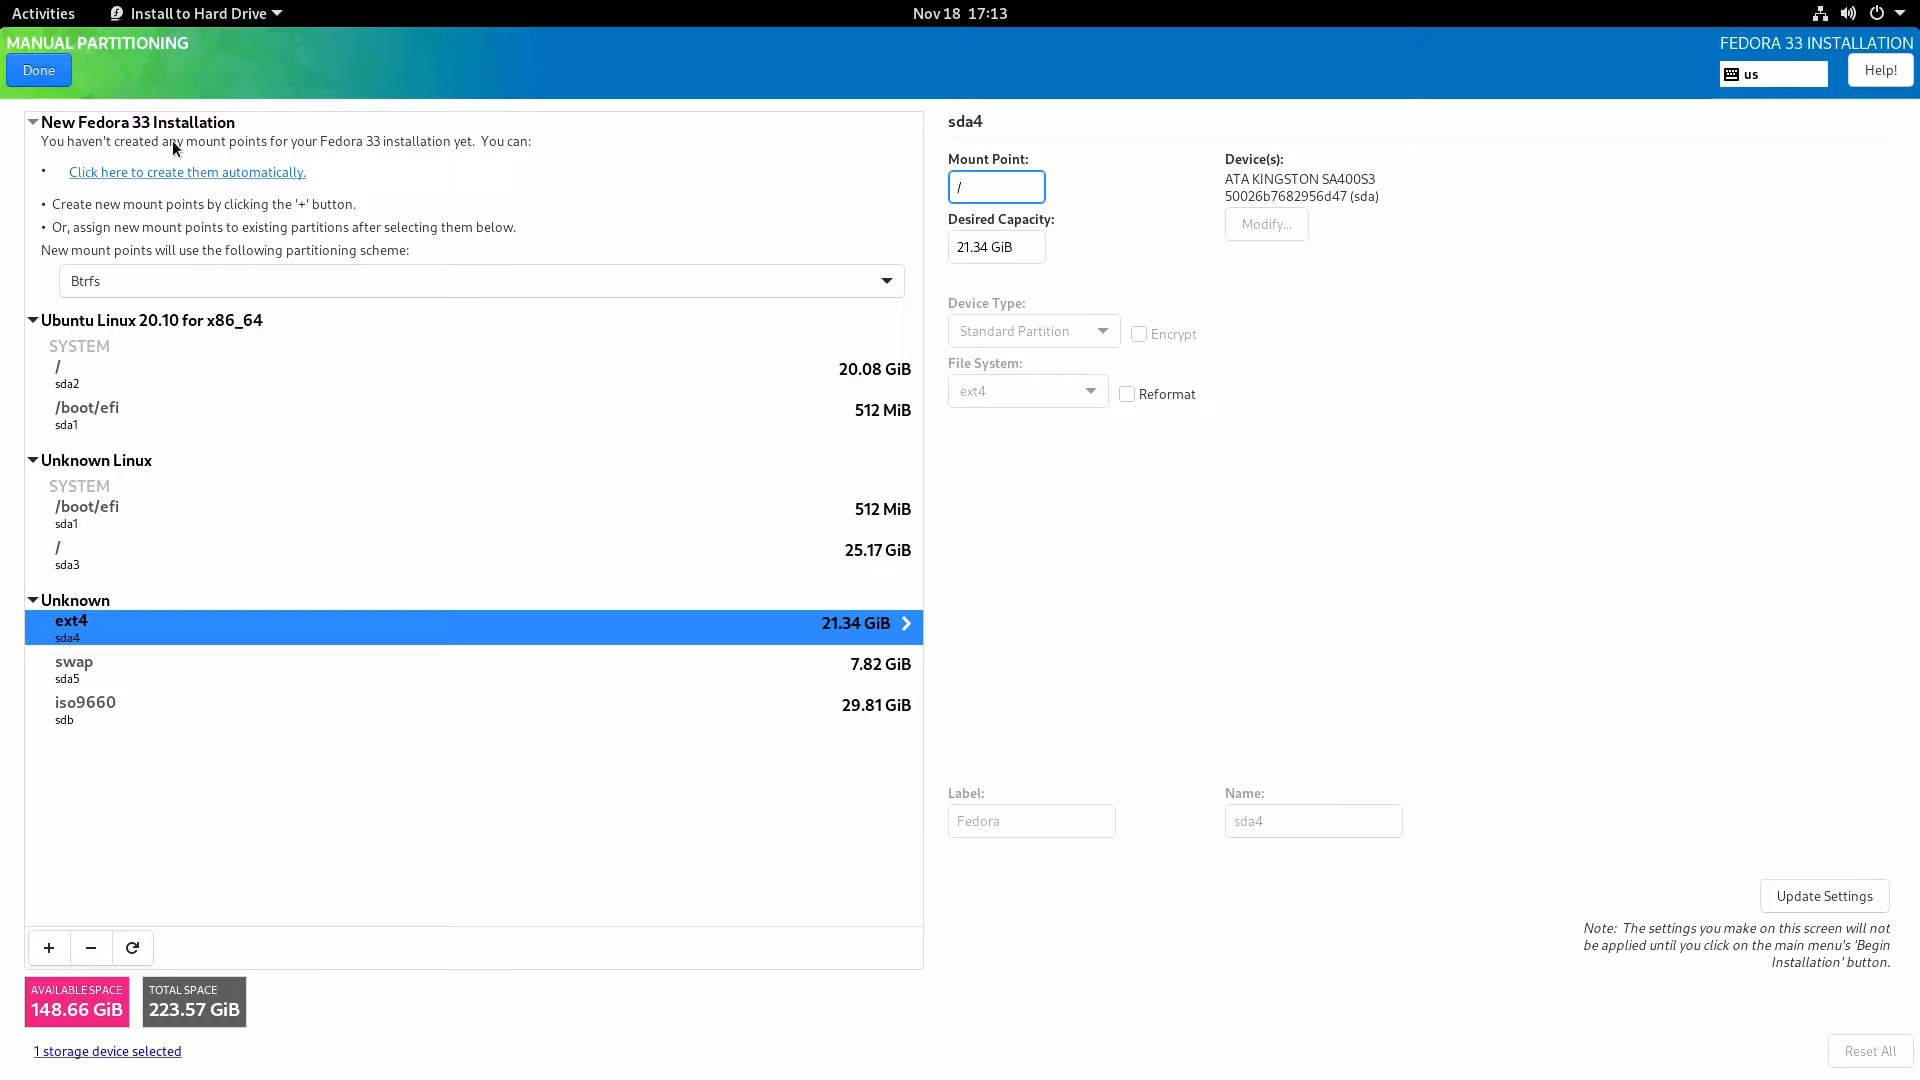 Activities
Install to Hard Drive
Nov 18 17:13
MANUAL PARTITIONING
FEDORA 33 INSTALLATION
Done
us
Help!
New Fedora 33 Installation
You haven't created any mount points for your Fedora 33 installation yet. You can:
• Click here to create them automatically.
• Create new mount points by clicking the '+' button.
• Or, assign new mount points to existing partitions after selecting them below.
New mount points will use the following partitioning scheme:
Btrfs
Ubuntu Linux 20.10 for x86_64
SYSTEM
/
20.08 GiB
sda2
/boot/efi
512 MiB
sda1
Unknown Linux
SYSTEM
/boot/efi
512 MiB
sda1
/
25.17 GiB
sda3
Unknown
ext4
21.34 GiB
sda4
swap
7.82 GiB
sda5
iso9660
29.81 GiB
sdb
+
−
AVAILABLE SPACE
148.66 GiB
TOTAL SPACE
223.57 GiB
1 storage device selected
sda4
Mount Point:
/
Desired Capacity:
21.34 GiB
Device(s):
ATA KINGSTON SA400S3
50026b7682956d47 (sda)
Modify...
Device Type:
Standard Partition
Encrypt
File System:
ext4
Reformat
Label:
Fedora
Name:
sda4
Update Settings
Note: The settings you make on this screen will not
be applied until you click on the main menu's 'Begin
Installation' button.
Reset All